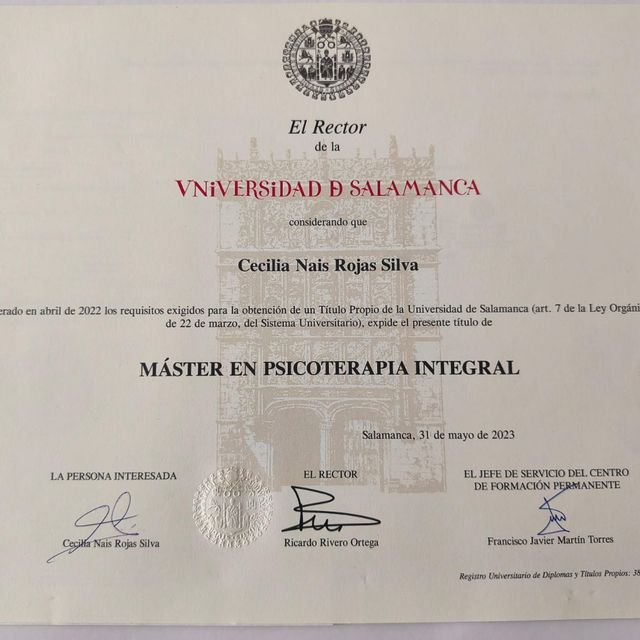 El Rector
de la
VNiVERSiDAD Ð SALAMANCA
considerando que
Cecilia Nais Rojas Silva
erado en abril de 2022 los requisitos exigidos para la obtención de un Título Propio de la Universidad de Salamanca (art. 7 de la Ley Orgáni
de 22 de marzo, del Sistema Universitario), expide el presente título de
MÁSTER EN PSICOTERAPIA INTEGRAL
Salamanca, 31 de mayo de 2023
LA PERSONA INTERESADA
EL RECTOR
EL JEFE DE SERVICIO DEL CENTRO
DE FORMACIÓN PERMANENTE
Cecilia Nais Rojas Silva
Ricardo Rivero Ortega
Francisco Javier Martín Torres
Registro Universitario de Diplomas y Títulos Propios: 38